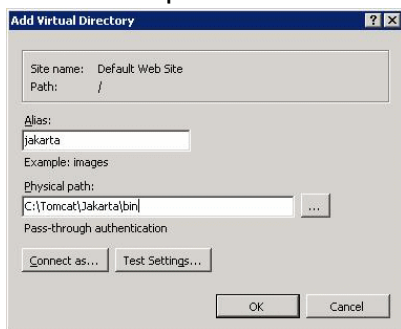 Add Virtual Directory
Site name: Default Web Site
Path: /
Alias:
jakarta
Example: images
Physical path:
C:\Tomcat\Jakarta\bin
...
Pass-through authentication
Connect as... Test Settings...
OK Cancel